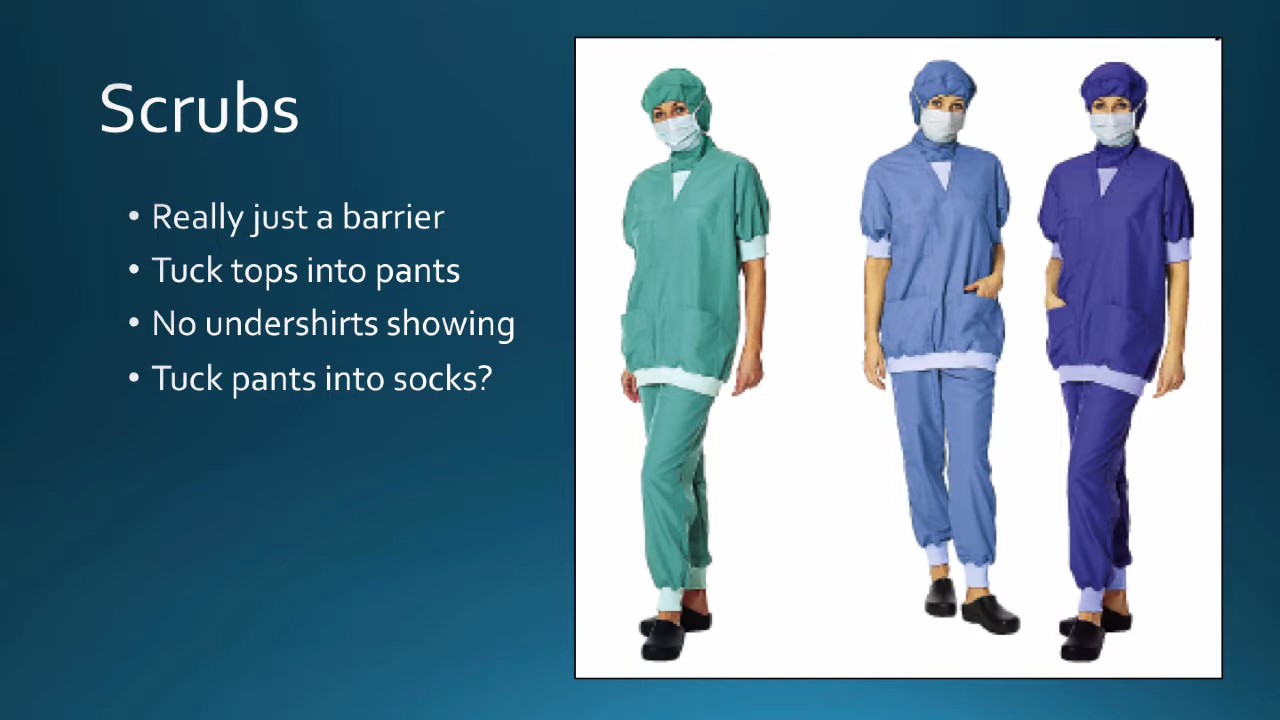 Scrubs
• Really just a barrier
• Tuck tops into pants
• No undershirts showing
• Tuck pants into socks?